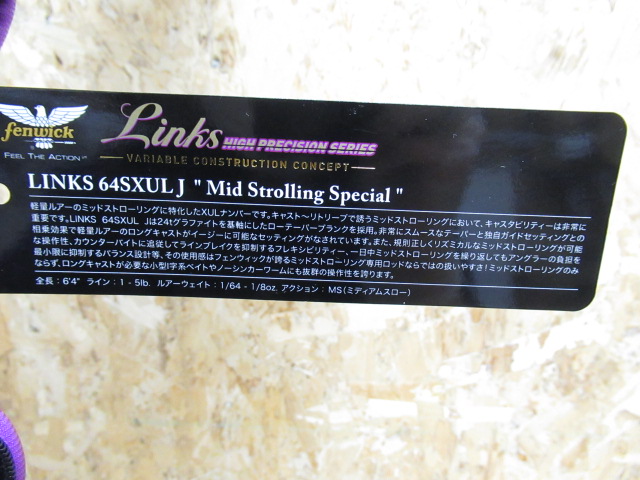 fenwick
FEEL THE ACTION
Links HIGH PRECISION SERIES
VARIABLE CONSTRUCTION CONCEPT
LINKS 64SXUL J " Mid Strolling Special "
軽量ルアーのミッドストローリングに特化したXULナンバーです。キャスト〜リトリーブで誘うミッドストローリングにおいて、キャスタビリティーは非常に
重要です。LINKS 64SXUL Jは24tグラファイトを基軸にしたローテーパーブランクを採用。非常にスムースなテーパーと独自ガイドセッティングとの
相乗効果で軽量ルアーのロングキャストがイージーに可能なセッティングがなされています。また、規則正しくリズミカルなミッドストローリングが可能
な操作性、カウンターバイトに追従してラインブレイクを抑制するフレキシビリティー、一日中ミッドストローリングを繰り返してもアングラーの負担を
最小限に抑制するバランス設計等、その使用感はフェンウィックが誇るミッドストローリング専用ロッドならではの扱いやすさ!ミッドストローリングのみ
ならず、ロングキャストが必要な小型I字系ベイトやノーシンカーワームにも抜群の操作性を誇ります。
全長:6'4" ライン:1 - 5lb. ルアーウェイト:1/64 - 1/8oz. アクション:MS(ミディアムスロー)